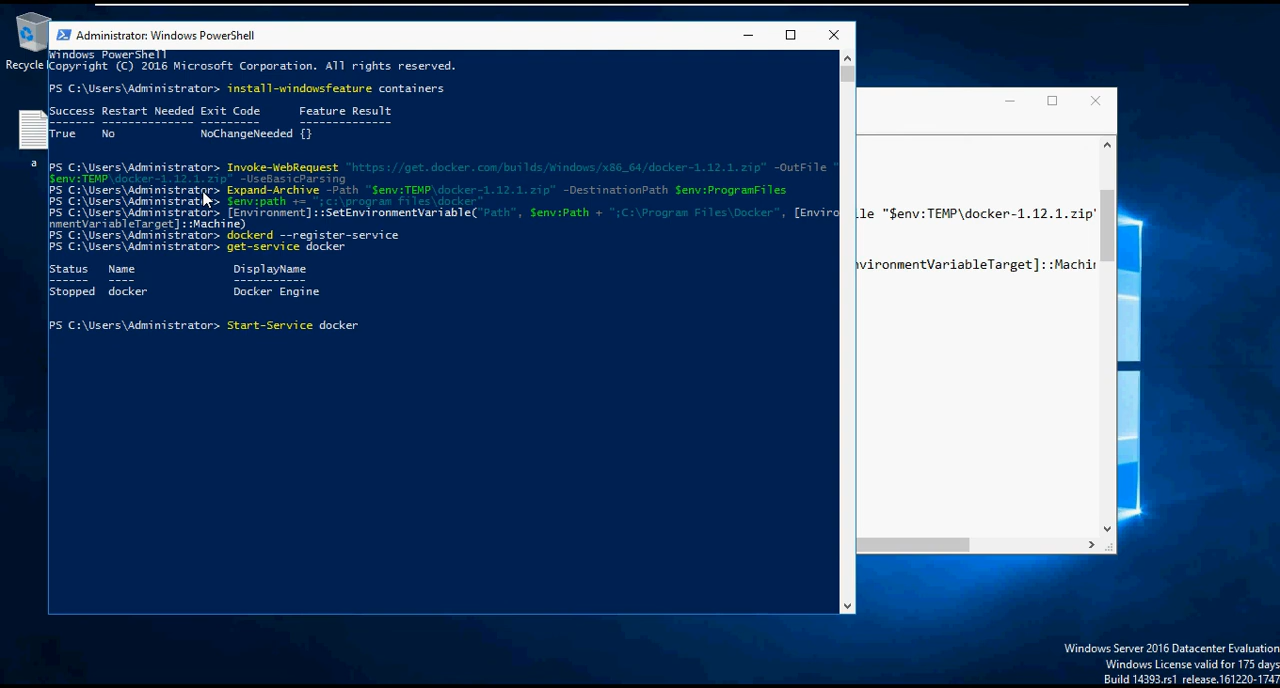 Recycle
a
Administrator: Windows PowerShell
Windows PowerShell
Copyright (C) 2016 Microsoft Corporation. All rights reserved.
PS C:\Users\Administrator> install-windowsfeature containers
Success Restart Needed Exit Code      Feature Result
------- -------------- ---------      --------------
True    No             NoChangeNeeded {}
PS C:\Users\Administrator> Invoke-WebRequest "https://get.docker.com/builds/Windows/x86_64/docker-1.12.1.zip" -OutFile "
$env:TEMP\docker-1.12.1.zip" -UseBasicParsing
PS C:\Users\Administrator> Expand-Archive -Path "$env:TEMP\docker-1.12.1.zip" -DestinationPath $env:ProgramFiles
PS C:\Users\Administrator> $env:path += ";c:\program files\docker"
PS C:\Users\Administrator> [Environment]::SetEnvironmentVariable("Path", $env:Path + ";C:\Program Files\Docker", [Enviro
nmentVariableTarget]::Machine)
PS C:\Users\Administrator> dockerd --register-service
PS C:\Users\Administrator> get-service docker
Status   Name               DisplayName
------   ----               -----------
Stopped  docker             Docker Engine
PS C:\Users\Administrator> Start-Service docker
ile "$env:TEMP\docker-1.12.1.zip"
nvironmentVariableTarget]::Machin
Windows Server 2016 Datacenter Evaluation
Windows License valid for 175 days
Build 14393.rs1_release.161220-1747